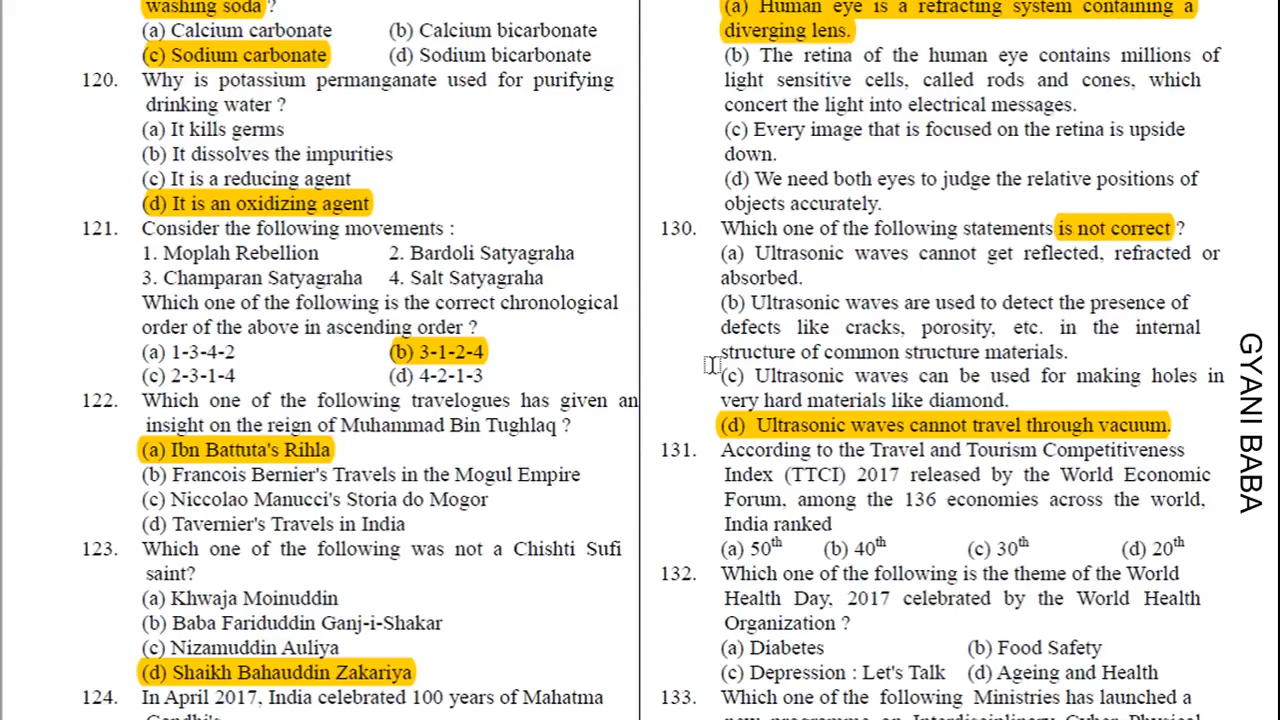 washing soda ?
(a) Calcium carbonate (b) Calcium bicarbonate
(c) Sodium carbonate (d) Sodium bicarbonate
120. Why is potassium permanganate used for purifying
drinking water ?
(a) It kills germs
(b) It dissolves the impurities
(c) It is a reducing agent
(d) It is an oxidizing agent
121. Consider the following movements :
1. Moplah Rebellion 2. Bardoli Satyagraha
3. Champaran Satyagraha 4. Salt Satyagraha
Which one of the following is the correct chronological
order of the above in ascending order ?
(a) 1-3-4-2 (b) 3-1-2-4
(c) 2-3-1-4 (d) 4-2-1-3
122. Which one of the following travelogues has given an
insight on the reign of Muhammad Bin Tughlaq ?
(a) Ibn Battuta's Rihla
(b) Francois Bernier's Travels in the Mogul Empire
(c) Niccolao Manucci's Storia do Mogor
(d) Tavernier's Travels in India
123. Which one of the following was not a Chishti Sufi
saint?
(a) Khwaja Moinuddin
(b) Baba Fariduddin Ganj-i-Shakar
(c) Nizamuddin Auliya
(d) Shaikh Bahauddin Zakariya
124. In April 2017, India celebrated 100 years of Mahatma
Gandhi's
(a) Human eye is a refracting system containing a
diverging lens.
(b) The retina of the human eye contains millions of
light sensitive cells, called rods and cones, which
concert the light into electrical messages.
(c) Every image that is focused on the retina is upside
down.
(d) We need both eyes to judge the relative positions of
objects accurately.
130. Which one of the following statements is not correct ?
(a) Ultrasonic waves cannot get reflected, refracted or
absorbed.
(b) Ultrasonic waves are used to detect the presence of
defects like cracks, porosity, etc. in the internal
structure of common structure materials.
(c) Ultrasonic waves can be used for making holes in
very hard materials like diamond.
(d) Ultrasonic waves cannot travel through vacuum.
131. According to the Travel and Tourism Competitiveness
Index (TTCI) 2017 released by the World Economic
Forum, among the 136 economies across the world,
India ranked
(a) 50th (b) 40th (c) 30th (d) 20th
132. Which one of the following is the theme of the World
Health Day, 2017 celebrated by the World Health
Organization ?
(a) Diabetes (b) Food Safety
(c) Depression : Let's Talk (d) Ageing and Health
133. Which one of the following Ministries has launched a
new programme on Interdisciplinary Cyber Physical
GYANI BABA